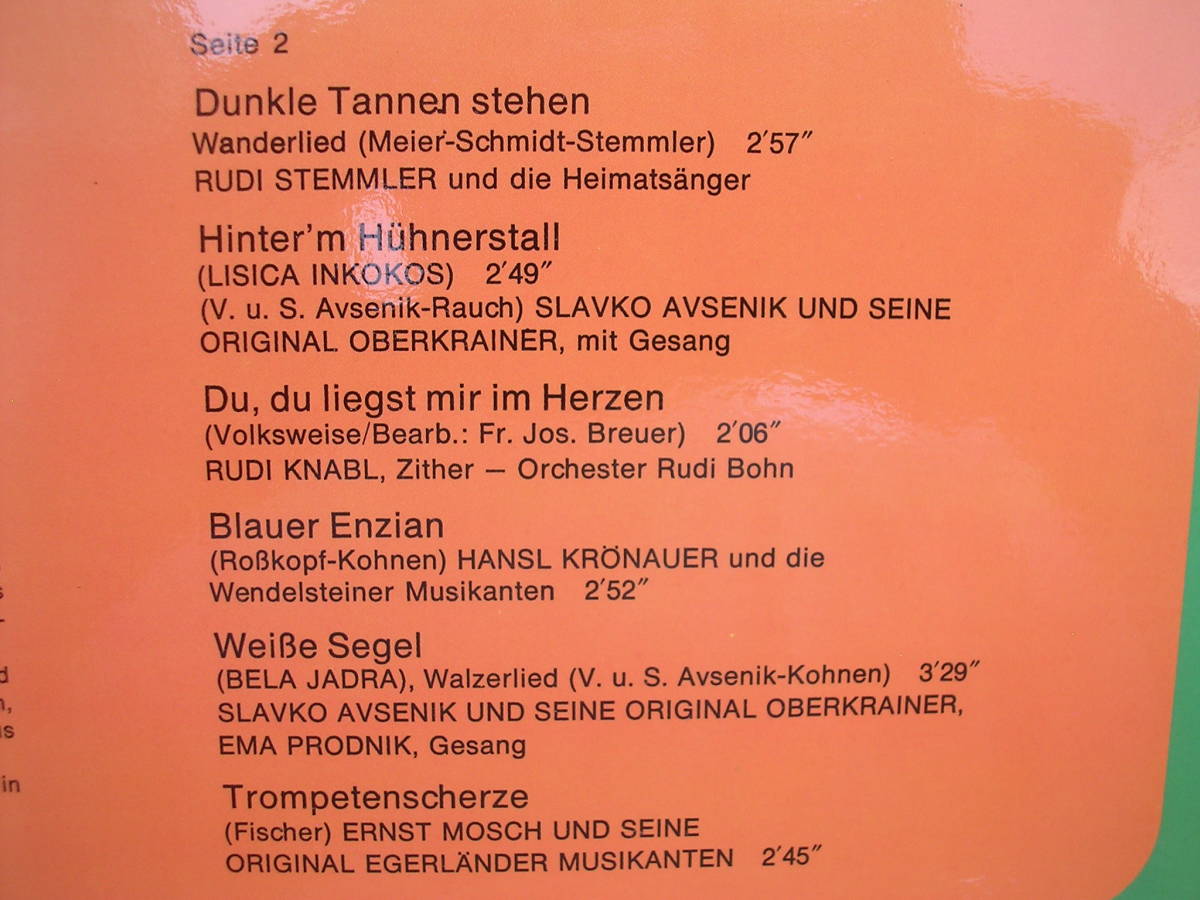 Seite 2
Dunkle Tannen stehen
Wanderlied (Meier-Schmidt-Stemmler) 2′57″
RUDI STEMMLER und die Heimatsänger
Hinter'm Hühnerstall
(LISICA INKOKOS) 2′49″
(V. u. S. Avsenik-Rauch) SLAVKO AVSENIK UND SEINE
ORIGINAL OBERKRAINER, mit Gesang
Du, du liegst mir im Herzen
(Volksweise/Bearb.: Fr. Jos. Breuer) 2′06″
RUDI KNABL, Zither – Orchester Rudi Bohn
Blauer Enzian
(Roßkopf-Kohnen) HANSL KRÖNAUER und die
Wendelsteiner Musikanten 2′52″
Weiße Segel
(BELA JADRA), Walzerlied (V. u. S. Avsenik-Kohnen) 3′29″
SLAVKO AVSENIK UND SEINE ORIGINAL OBERKRAINER,
EMA PRODNIK, Gesang
Trompetenscherze
(Fischer) ERNST MOSCH UND SEINE
ORIGINAL EGERLÄNDER MUSIKANTEN 2′45″